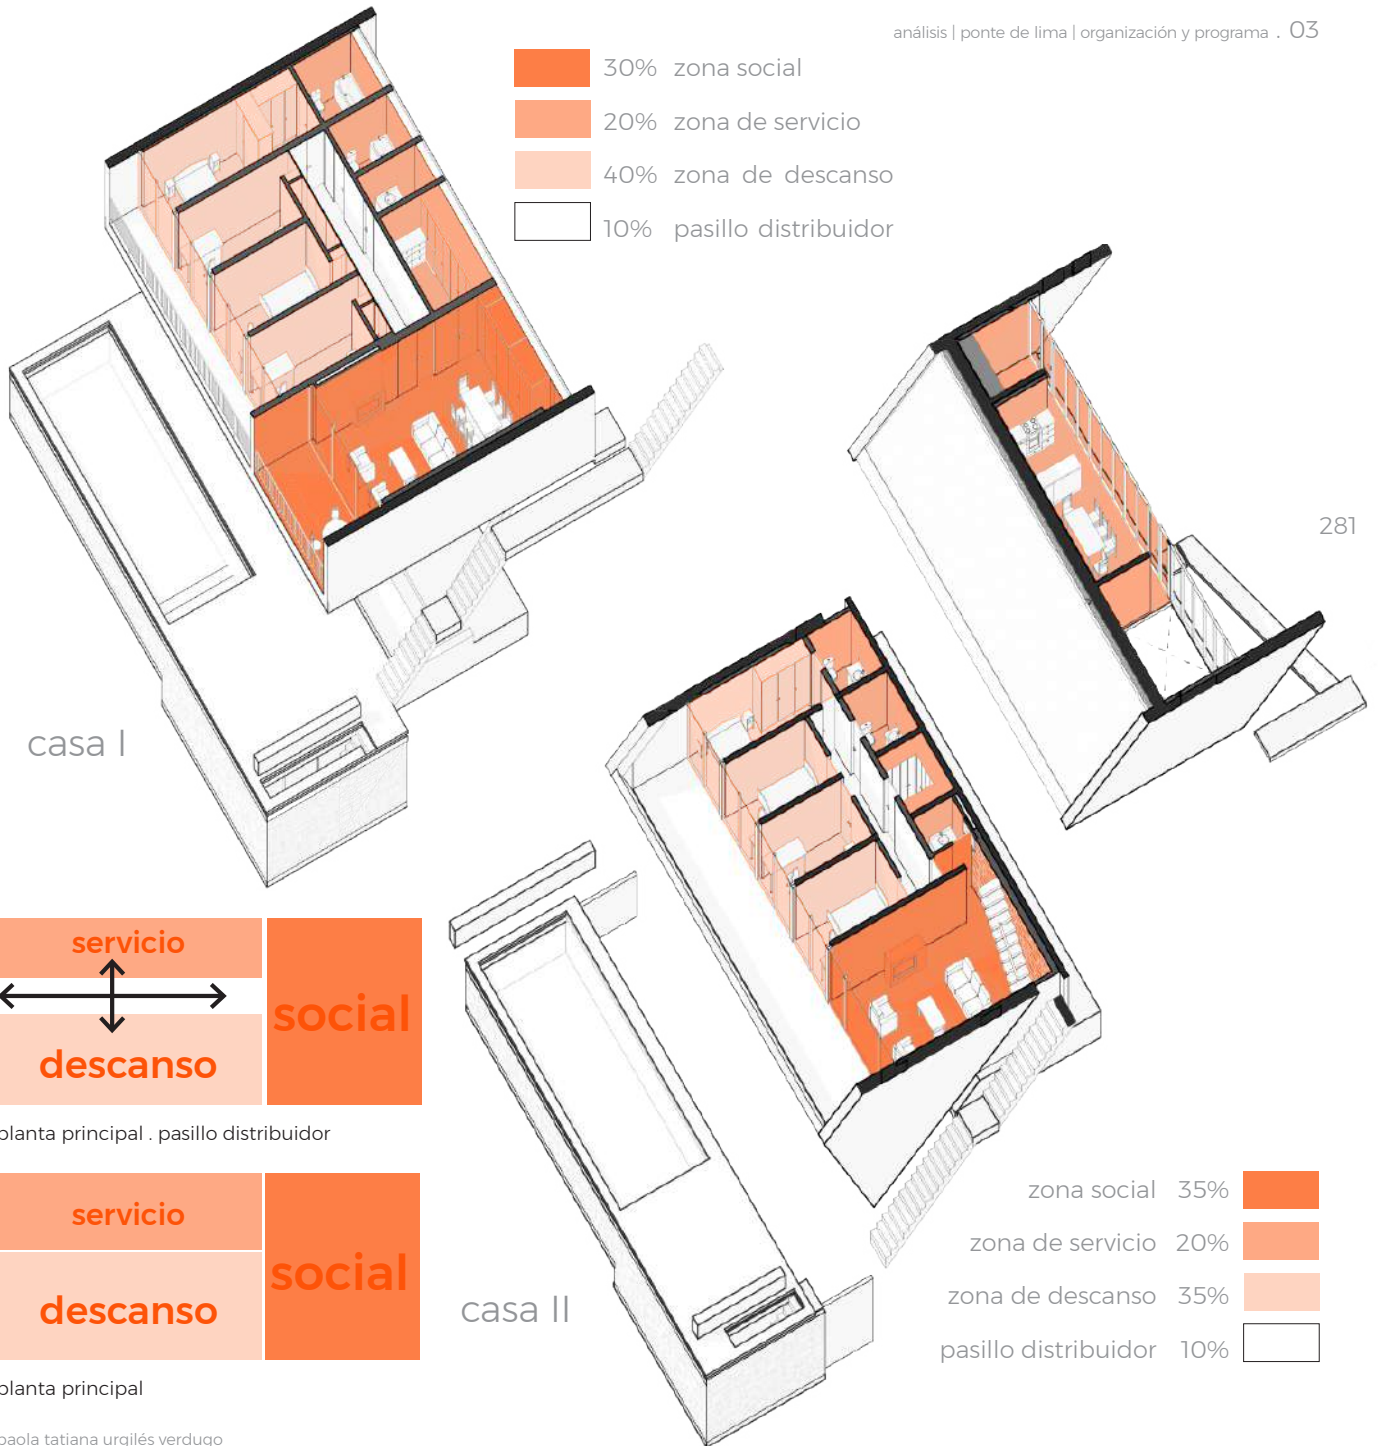 análisis | ponte de lima | organización y programa . 03
30% zona social
20% zona de servicio
40% zona de descanso
10% pasillo distribuidor
281
casa I
servicio
social
descanso
planta principal . pasillo distribuidor
servicio
social
descanso
planta principal
casa II
zona social 35%
zona de servicio 20%
zona de descanso 35%
pasillo distribuidor 10%
paola tatiana urgilés verdugo